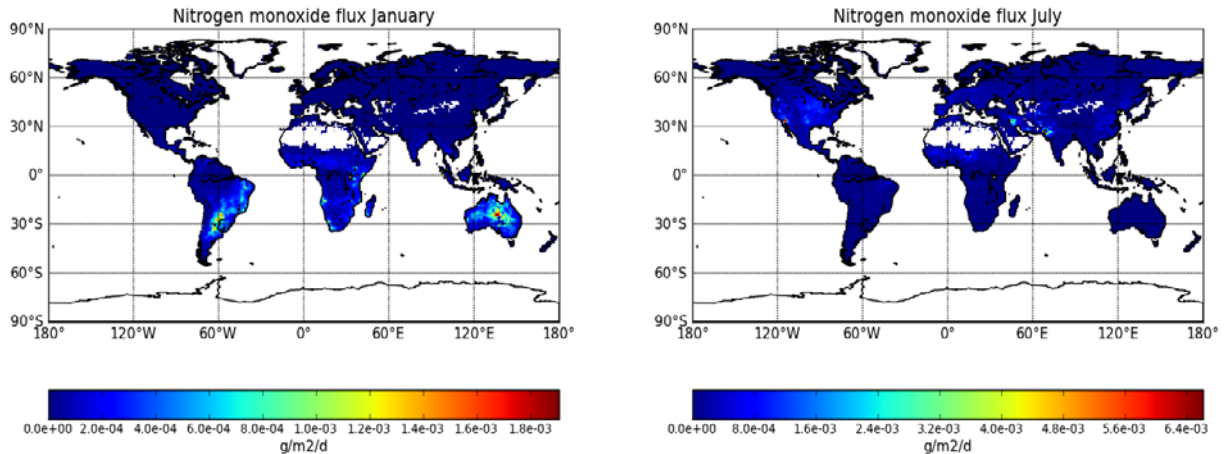 Nitrogen monoxide flux January
90°N
60°N
30°N
0°
30°S
60°S
90°S
180° 120°W 60°W 0° 60°E 120°E 180°
0.0e+00 2.0e-04 4.0e-04 6.0e-04 8.0e-04 1.0e-03 1.2e-03 1.4e-03 1.6e-03 1.8e-03
g/m2/d
Nitrogen monoxide flux July
90°N
60°N
30°N
0°
30°S
60°S
90°S
180° 120°W 60°W 0° 60°E 120°E 180°
0.0e+00 8.0e-04 1.6e-03 2.4e-03 3.2e-03 4.0e-03 4.8e-03 5.6e-03 6.4e-03
g/m2/d